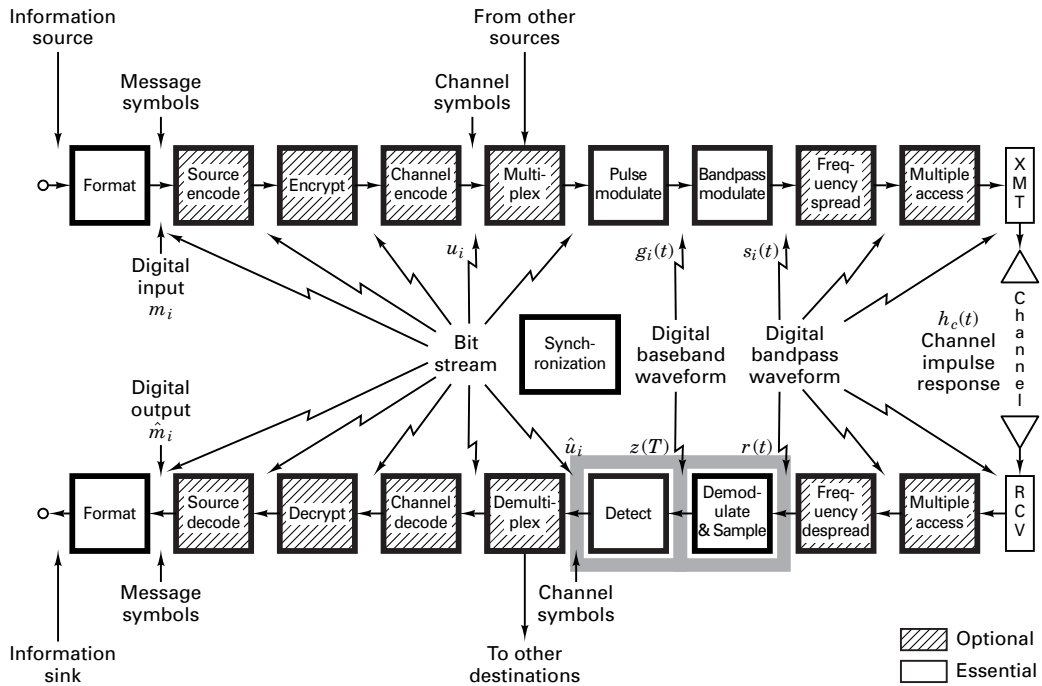 Information
source
From other
sources
Message
symbols
Channel
symbols
Format
Source
encode
Encrypt
Channel
encode
Multi-
plex
Pulse
modulate
Bandpass
modulate
Freq-
uency
spread
Multiple
access
X
M
T
Digital
input
m_i
u_i
g_i(t)
s_i(t)
Bit
stream
Synch-
ronization
Digital
baseband
waveform
Digital
bandpass
waveform
h_c(t)
Channel
impulse
response
C
h
a
n
n
e
l
Digital
output
m̂_i
û_i
z(T)
r(t)
Format
Source
decode
Decrypt
Channel
decode
Demulti-
plex
Detect
Demod-
ulate
& Sample
Freq-
uency
despread
Multiple
access
R
C
V
Message
symbols
Channel
symbols
Information
sink
To other
destinations
Optional
Essential